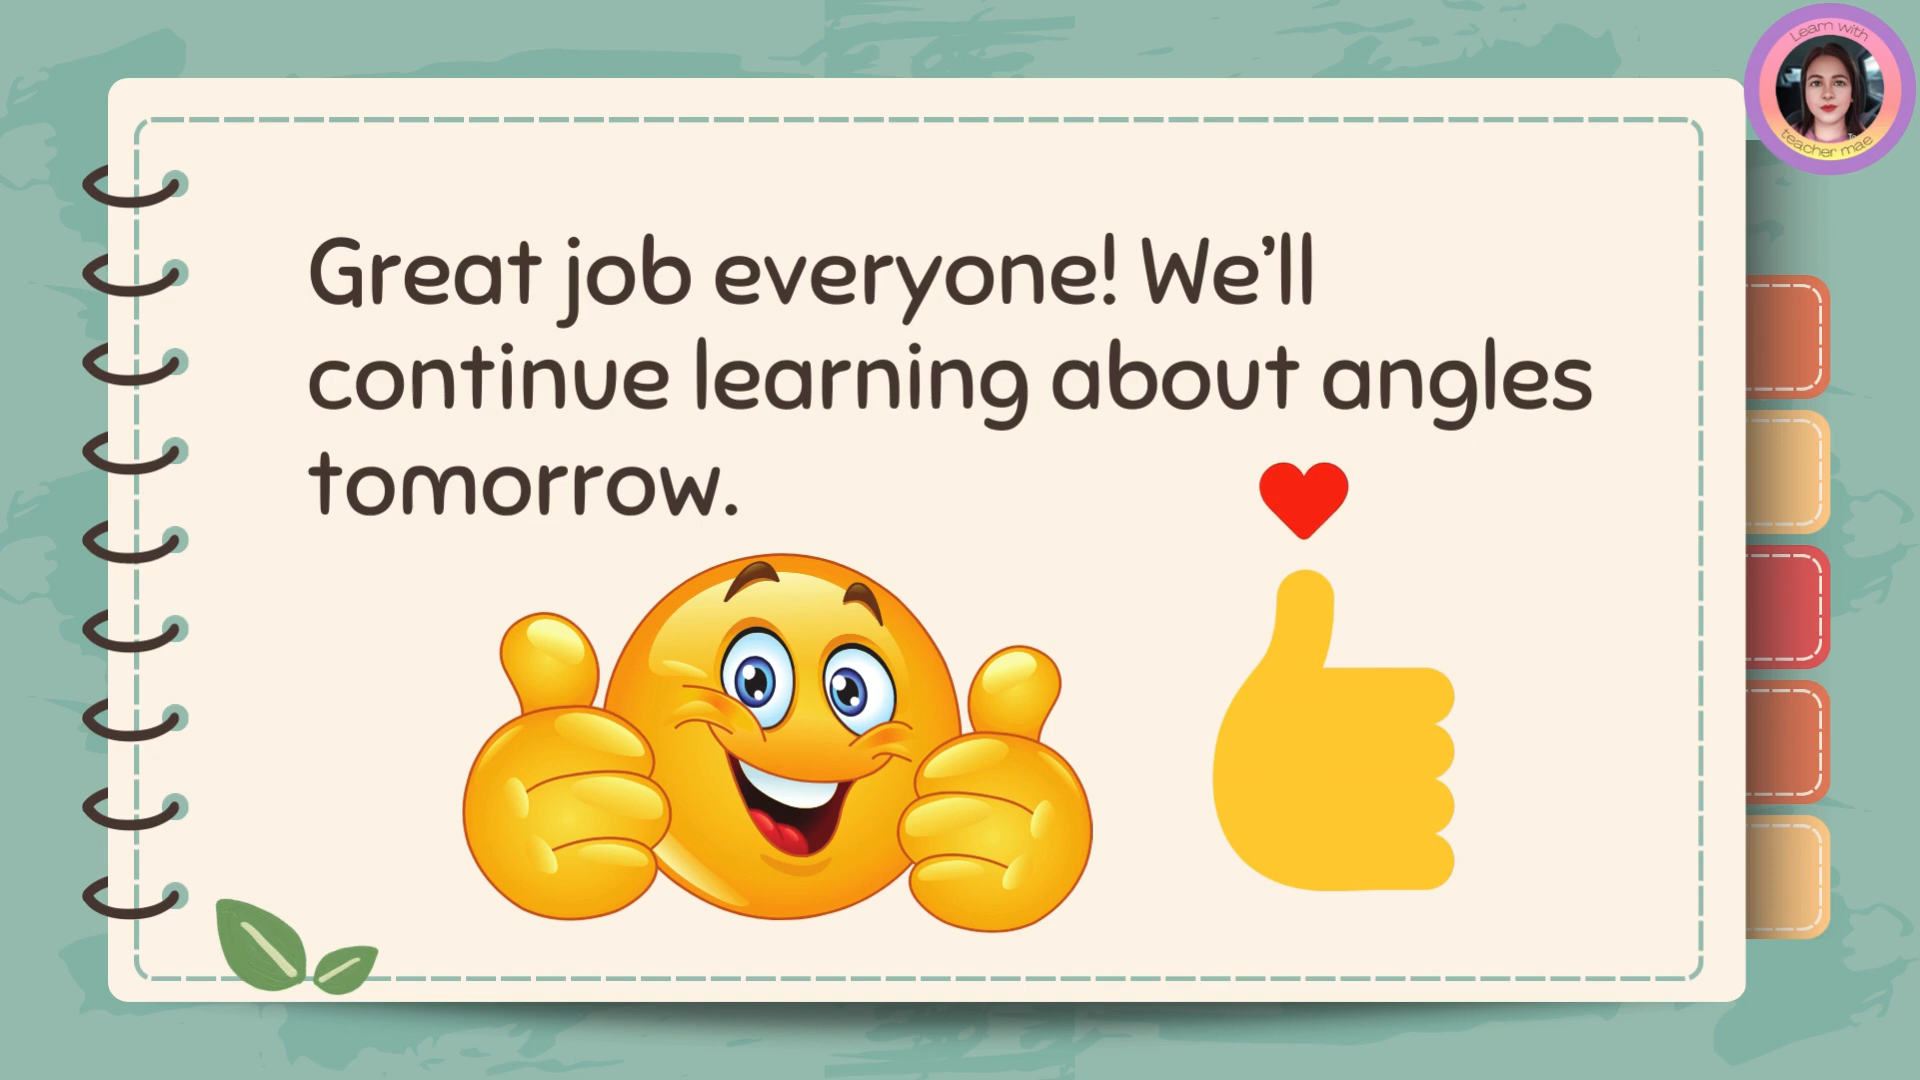 Learn with
teacher mae
Great job everyone! We’ll
continue learning about angles
tomorrow.